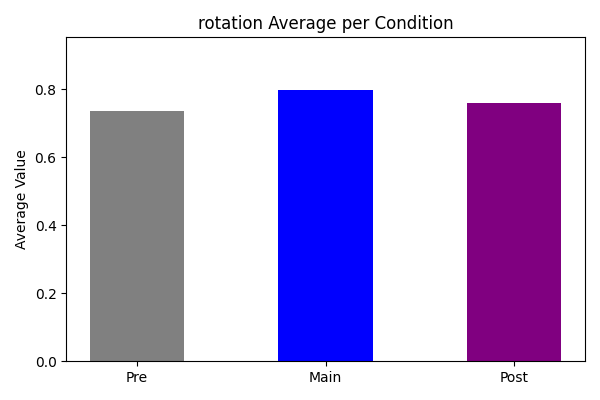 rotation Average per Condition
Average Value
0.8
0.6
0.4
0.2
0.0
Pre
Main
Post